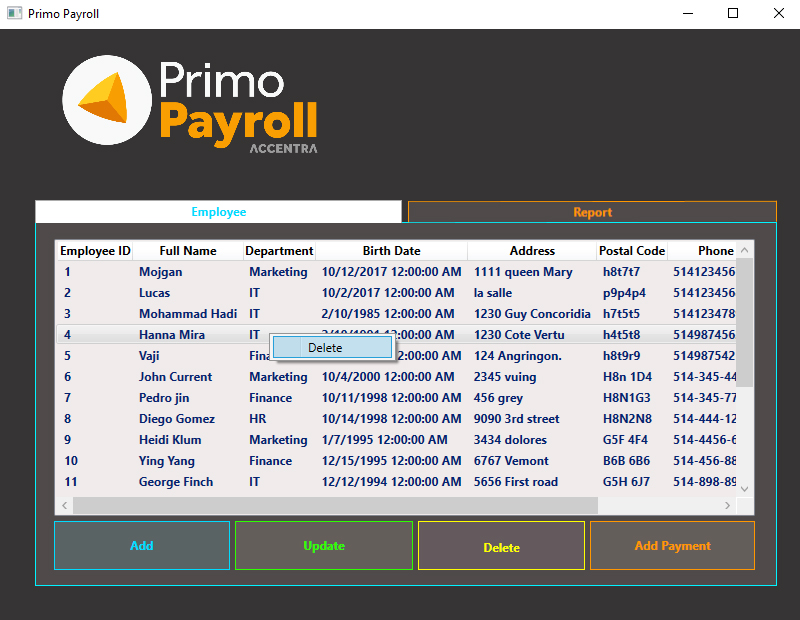 Primo Payroll
Primo
Payroll
ACCENTRA
Employee Report
Employee ID Full Name Department Birth Date Address Postal Code Phone
1 Mojgan Marketing 10/12/2017 12:00:00 AM 1111 queen Mary h8t7t7 514123456
2 Lucas IT 10/2/2017 12:00:00 AM la salle p9p4p4 514123456
3 Mohammad Hadi IT 2/10/1985 12:00:00 AM 1230 Guy Concoridia h7t5t5 514123478
4 Hanna Mira IT 12:00:00 AM 1230 Cote Vertu h4t5t8 514987456
Delete
5 Vaji 12:00:00 AM 124 Angringon. h8t9r9 514987542
6 John Current Marketing 10/4/2000 12:00:00 AM 2345 vuing H8n 1D4 514-345-44
7 Pedro jin Finance 10/11/1998 12:00:00 AM 456 grey H8N1G3 514-345-77
8 Diego Gomez HR 10/14/1998 12:00:00 AM 9090 3rd street H8N2N8 514-444-12
9 Heidi Klum Marketing 1/7/1995 12:00:00 AM 3434 dolores G5F 4F4 514-4456-6
10 Ying Yang Finance 12/15/1995 12:00:00 AM 6767 Vemont B6B 6B6 514-456-88
11 George Finch IT 12/12/1994 12:00:00 AM 5656 First road G5H 6J7 514-898-89
Add Update Delete Add Payment